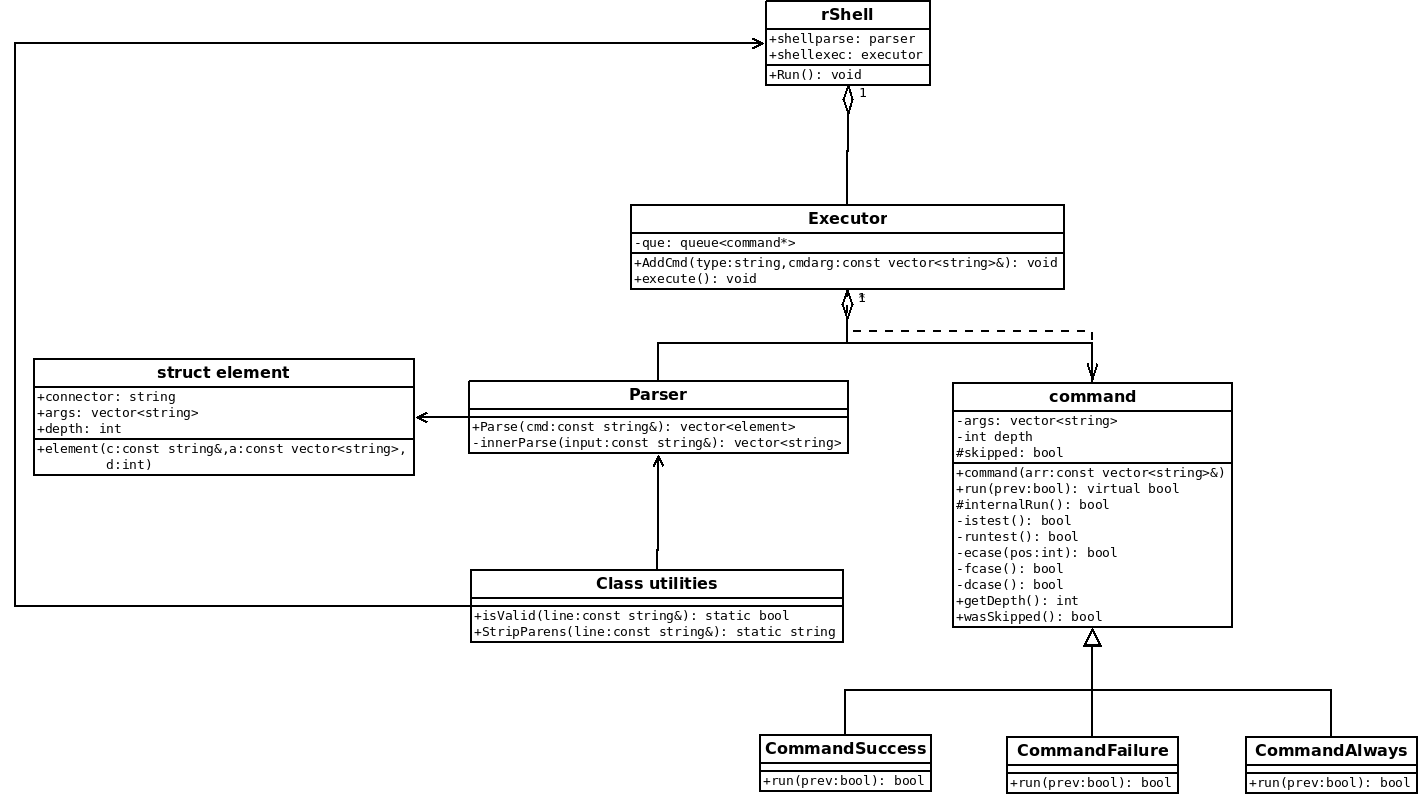 rShell
+shellparse: parser
+shellexec: executor
+Run(): void
1
Executor
-que: queue<command*>
+AddCmd(type:string,cmdarg:const vector<string>&): void
+execute(): void
1
struct element
+connector: string
+args: vector<string>
+depth: int
+element(c:const string&,a:const vector<string>,
d:int)
Parser
+Parse(cmd:const string&): vector<element>
-innerParse(input:const string&): vector<string>
command
-args: vector<string>
-int depth
#skipped: bool
+command(arr:const vector<string>&)
+run(prev:bool): virtual bool
#internalRun(): bool
-istest(): bool
-runtest(): bool
-ecase(pos:int): bool
-fcase(): bool
-dcase(): bool
+getDepth(): int
+wasSkipped(): bool
Class utilities
+isValid(line:const string&): static bool
+StripParens(line:const string&): static string
CommandSuccess
+run(prev:bool): bool
CommandFailure
+run(prev:bool): bool
CommandAlways
+run(prev:bool): bool